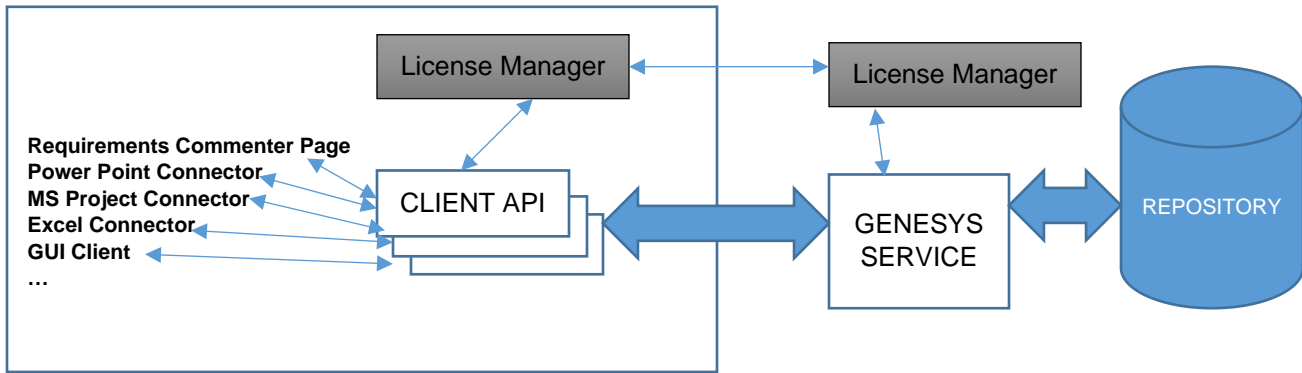 License Manager
License Manager
Requirements Commenter Page
Power Point Connector
MS Project Connector
Excel Connector
GUI Client
...
CLIENT API
GENESYS
SERVICE
REPOSITORY